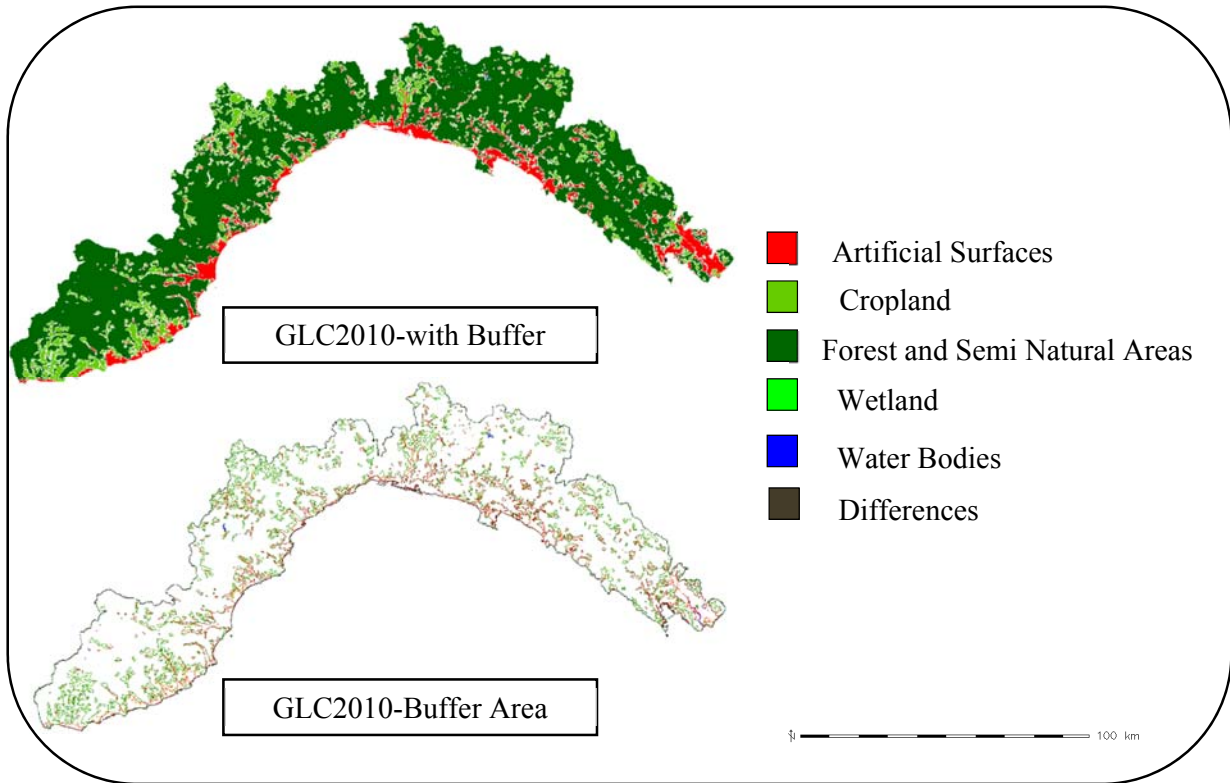 GLC2010-with Buffer
Artificial Surfaces
Cropland
Forest and Semi Natural Areas
Wetland
Water Bodies
Differences
GLC2010-Buffer Area
N 100 km